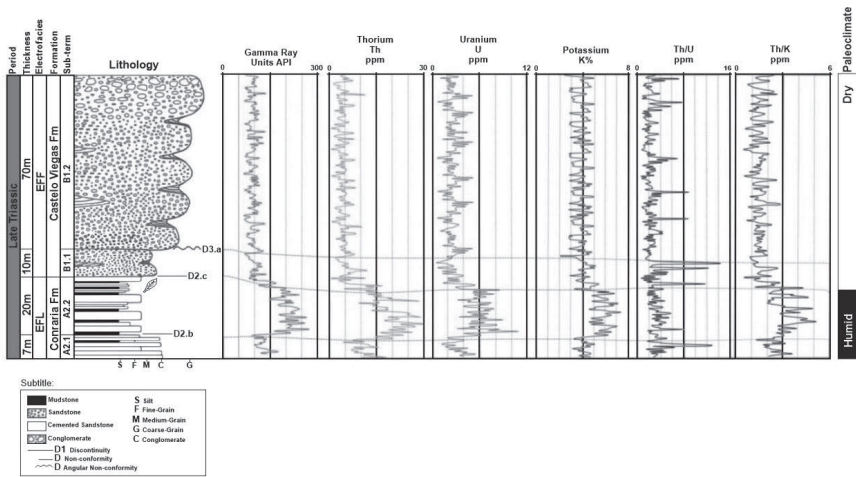 Period
Thickness
Electrofacies
Formation
Sub-term
Lithology
Gamma Ray
Units API
0 300
Thorium
Th
ppm
0 30
Uranium
U
ppm
0 12
Potassium
K%
0 8
Th/U
ppm
0 16
Th/K
ppm
0 6
Paleoclimate
Late Triassic
70m
10m
20m
7m
EFF
EFL
Castelo Viegas Fm
Conraria Fm
B1.2
B1.1
A2.2
A2.1
D3.a
D2.c
D2.b
Dry
Humid
S F M C G
Subtitle:
Mudstone
Sandstone
Cemented Sandstone
Conglomerate
D1 Discontinuity
D Non-conformity
D Angular Non-conformity
S Silt
F Fine-Grain
M Medium-Grain
G Coarse-Grain
C Conglomerate